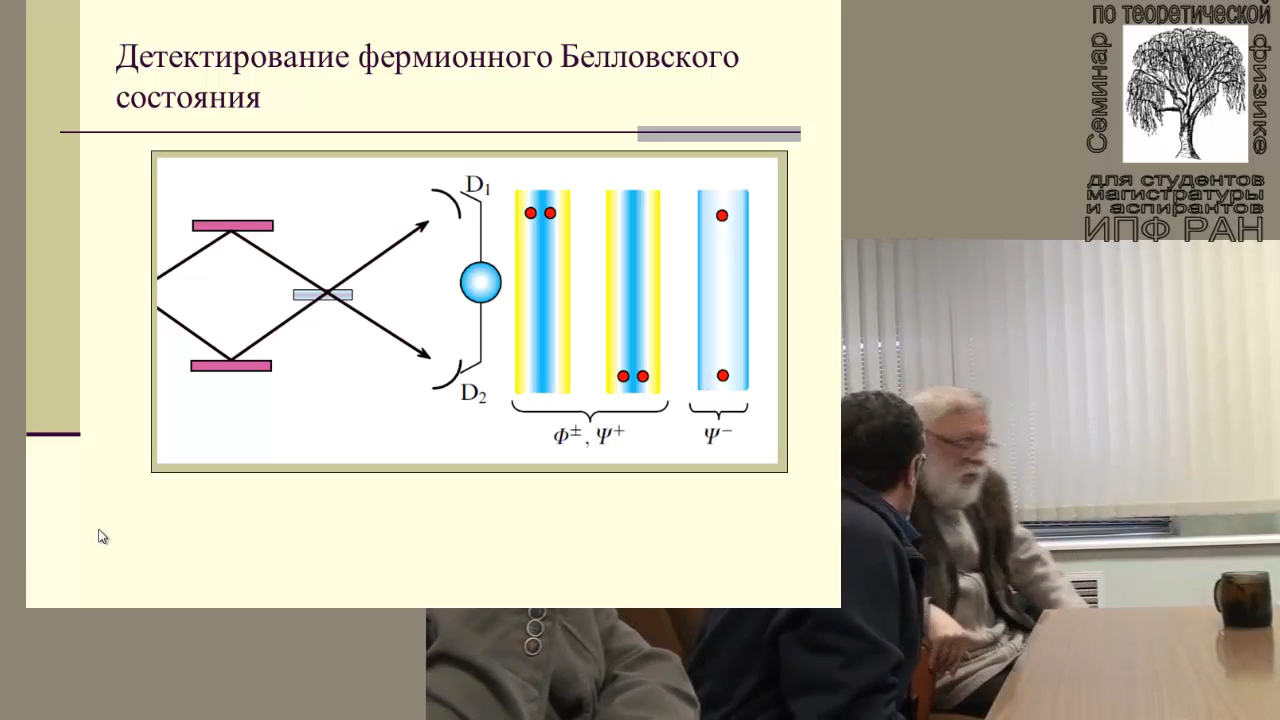 Детектирование фермионного Белловского
состояния
D₁
D₂
Φ±, Ψ⁺
Ψ⁻
по теоретической
Семинар
физике
для студентов
магистратуры
и аспирантов
ИПФ РАН